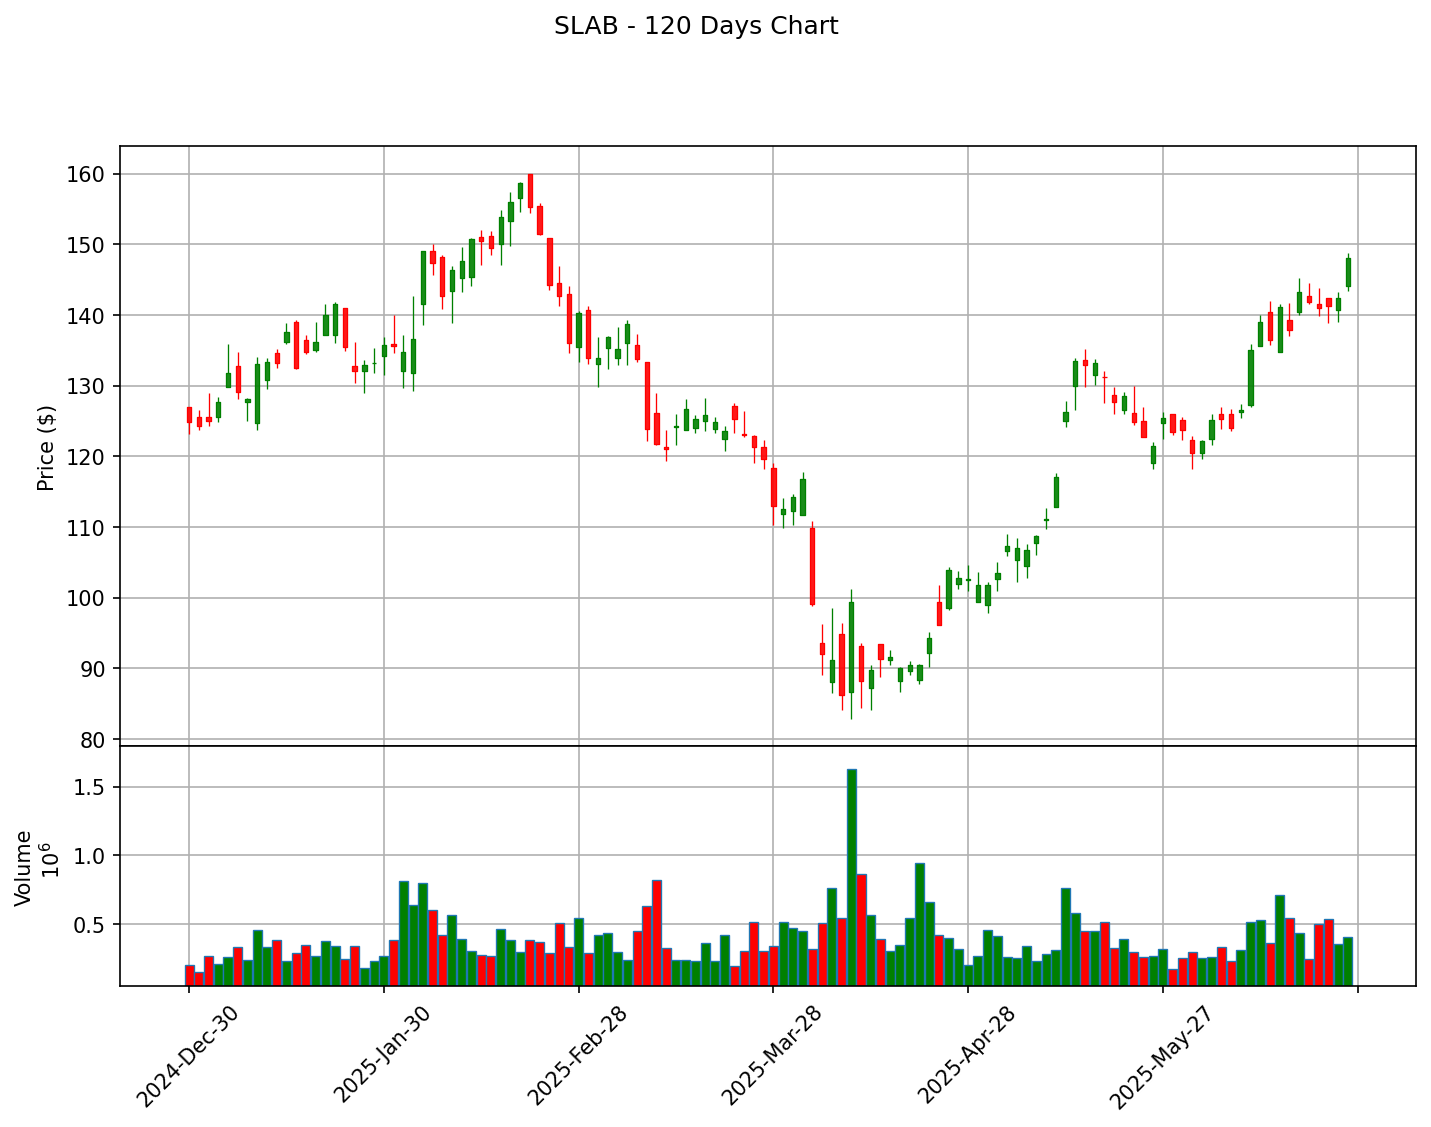 SLAB - 120 Days Chart
160
150
140
130
120
110
100
90
80
Price ($)
1.5
1.0
0.5
Volume
10⁶
2024-Dec-30
2025-Jan-30
2025-Feb-28
2025-Mar-28
2025-Apr-28
2025-May-27